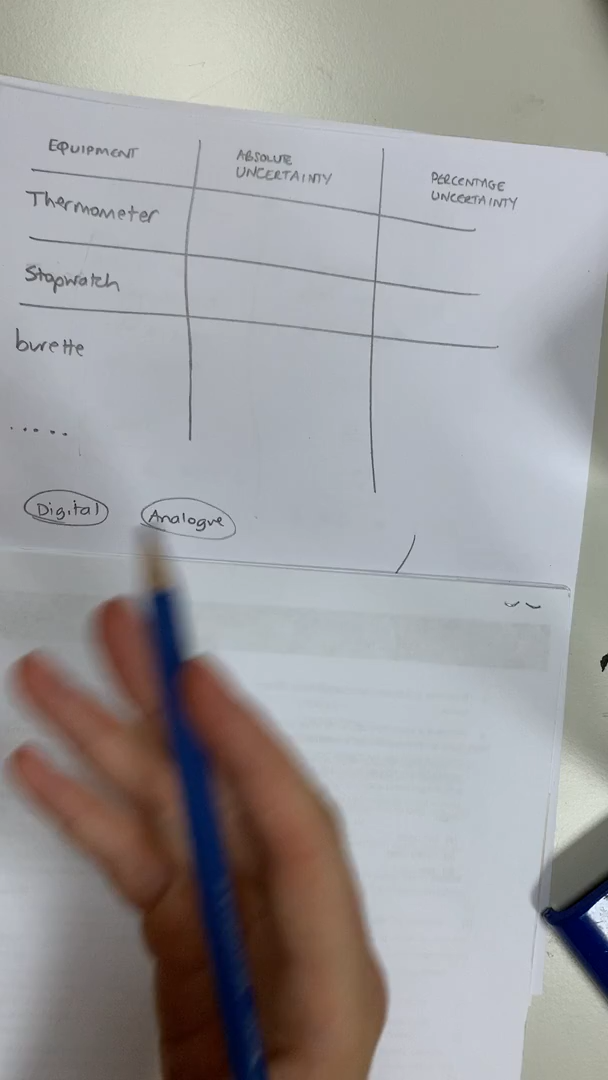 EQUIPMENT
ABSOLUTE
UNCERTAINTY
PERCENTAGE
UNCERTAINTY
Thermometer
Stopwatch
burette
.....
Digital
Analogue